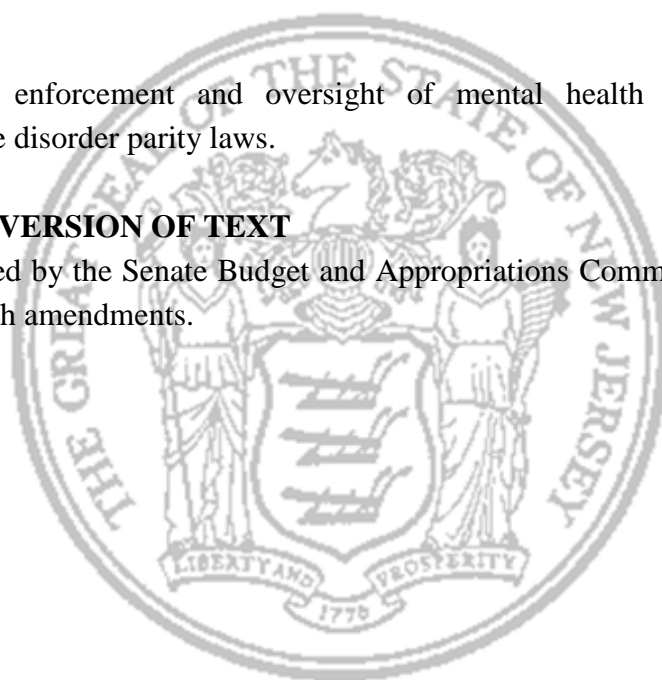 enforcement and oversight of mental health
e disorder parity laws.
VERSION OF TEXT
ed by the Senate Budget and Appropriations Comm
h amendments.
THE GREAT SEAL OF THE STATE OF NEW JERSEY
LIBERTY AND PROSPERITY
1776